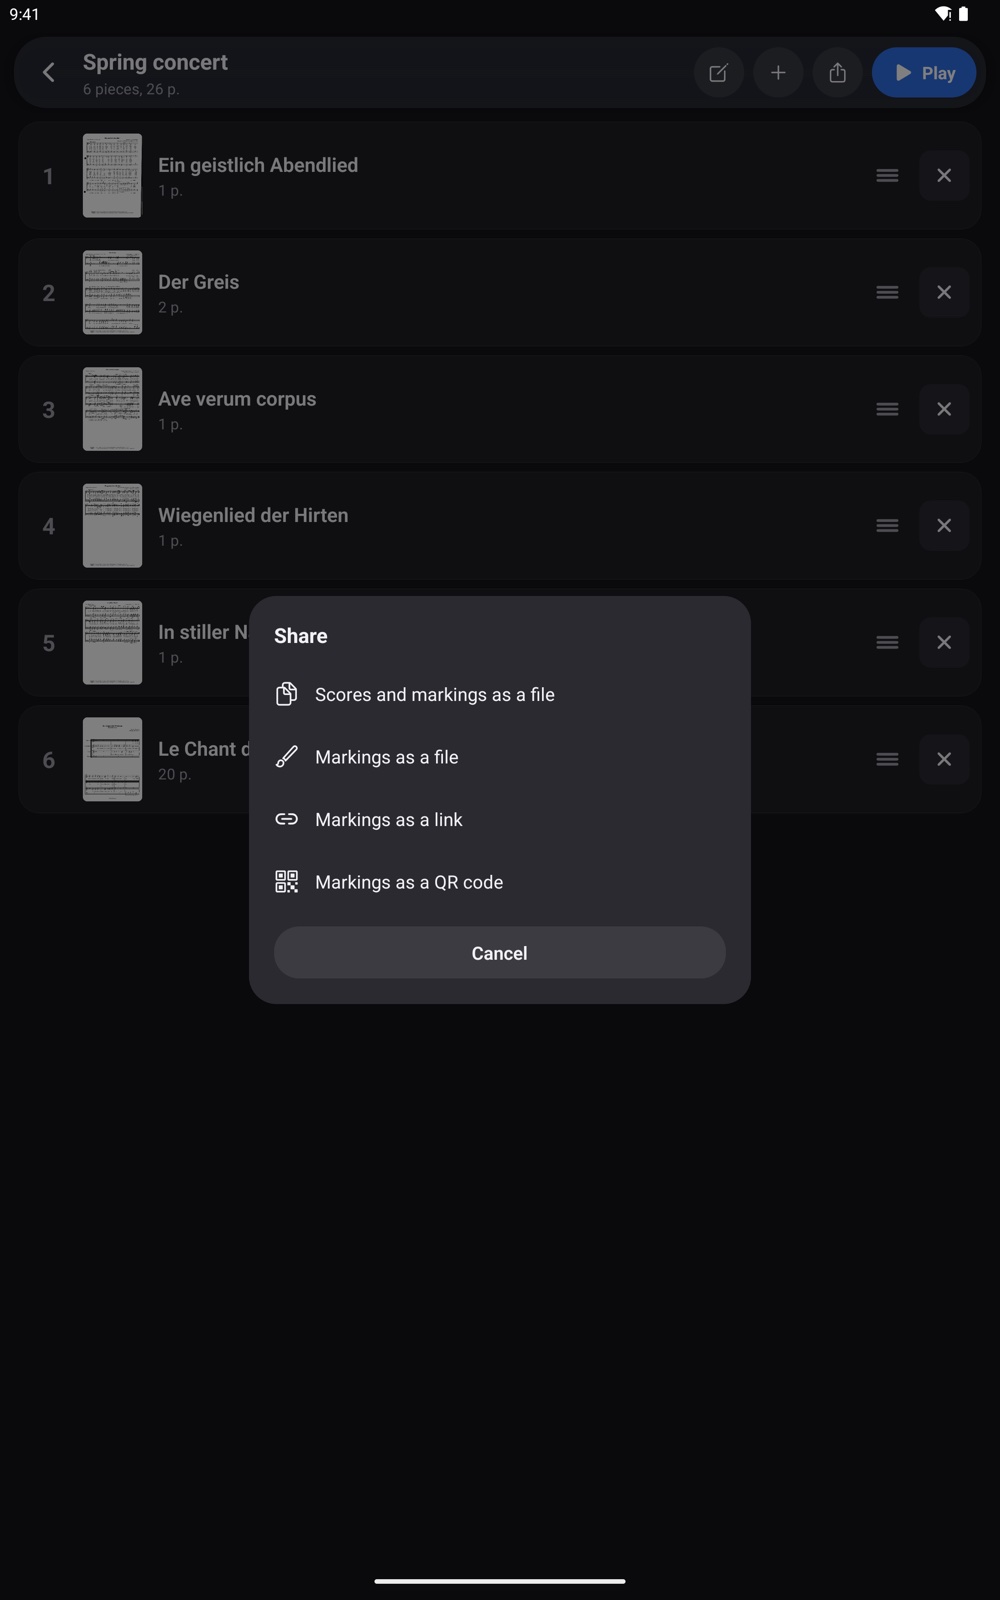 9:41
Spring concert
6 pieces, 26 p.
Play
1
Ein geistlich Abendlied
1 p.
2
Der Greis
2 p.
3
Ave verum corpus
1 p.
4
Wiegenlied der Hirten
1 p.
5
In stiller N
1 p.
6
Le Chant d
20 p.
Share
Scores and markings as a file
Markings as a file
Markings as a link
Markings as a QR code
Cancel